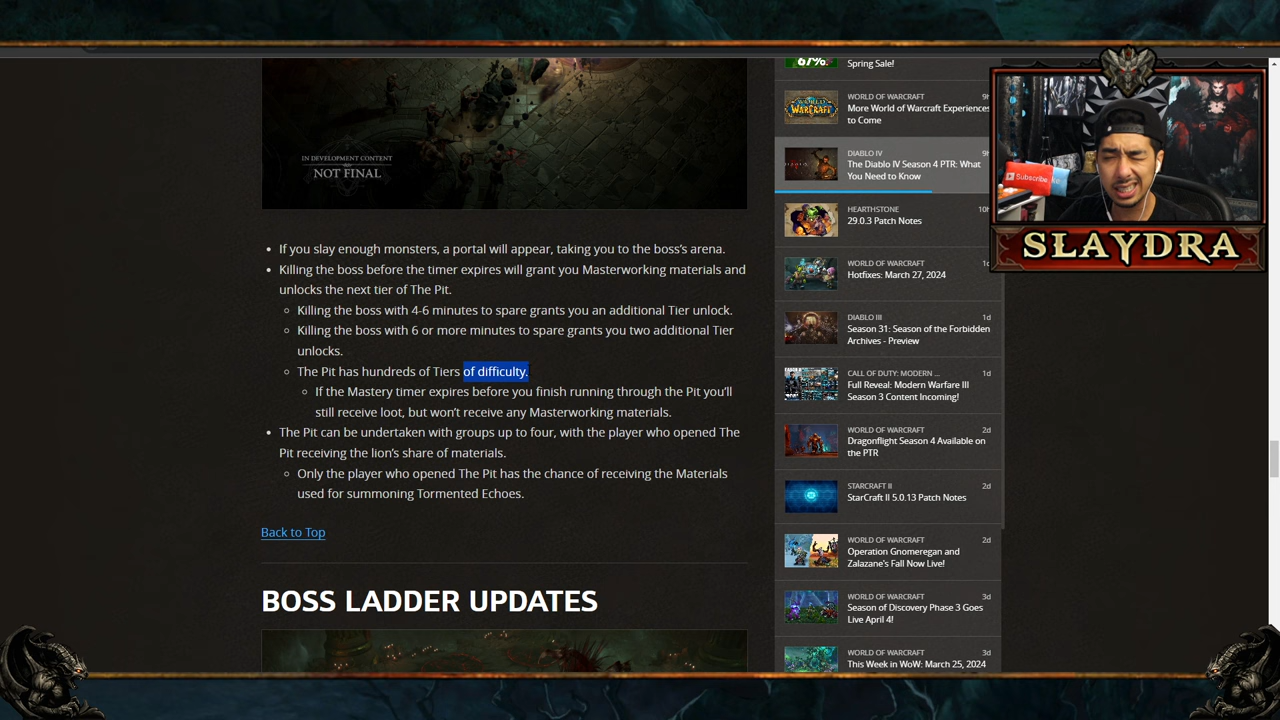 IN DEVELOPMENT CONTENT
NOT FINAL
If you slay enough monsters, a portal will appear, taking you to the boss's arena.
Killing the boss before the timer expires will grant you Masterworking materials and
unlocks the next tier of The Pit.
Killing the boss with 4-6 minutes to spare grants you an additional Tier unlock.
Killing the boss with 6 or more minutes to spare grants you two additional Tier
unlocks.
The Pit has hundreds of Tiers of difficulty.
If the Mastery timer expires before you finish running through the Pit you'll
still receive loot, but won't receive any Masterworking materials.
The Pit can be undertaken with groups up to four, with the player who opened The
Pit receiving the lion's share of materials.
Only the player who opened The Pit has the chance of receiving the Materials
used for summoning Tormented Echoes.
Back to Top
BOSS LADDER UPDATES
67%
Spring Sale!
WORLD OF WARCRAFT 9h
More World of Warcraft Experiences
to Come
WORLD WARCRAFT
DIABLO IV 9h
The Diablo IV Season 4 PTR: What
You Need to Know
HEARTHSTONE 10h
29.0.3 Patch Notes
WORLD OF WARCRAFT 1d
Hotfixes: March 27, 2024
DIABLO III 1d
Season 31: Season of the Forbidden
Archives - Preview
CALL OF DUTY: MODERN ... 1d
Full Reveal: Modern Warfare III
Season 3 Content Incoming!
WORLD OF WARCRAFT 2d
Dragonflight Season 4 Available on
the PTR
STARCRAFT II 2d
StarCraft II 5.0.13 Patch Notes
WORLD OF WARCRAFT 2d
Operation Gnomeregan and
Zalazane's Fall Now Live!
WORLD OF WARCRAFT 3d
Season of Discovery Phase 3 Goes
Live April 4!
WORLD OF WARCRAFT 3d
This Week in WoW: March 25, 2024
Subscribe
SLAYDRA